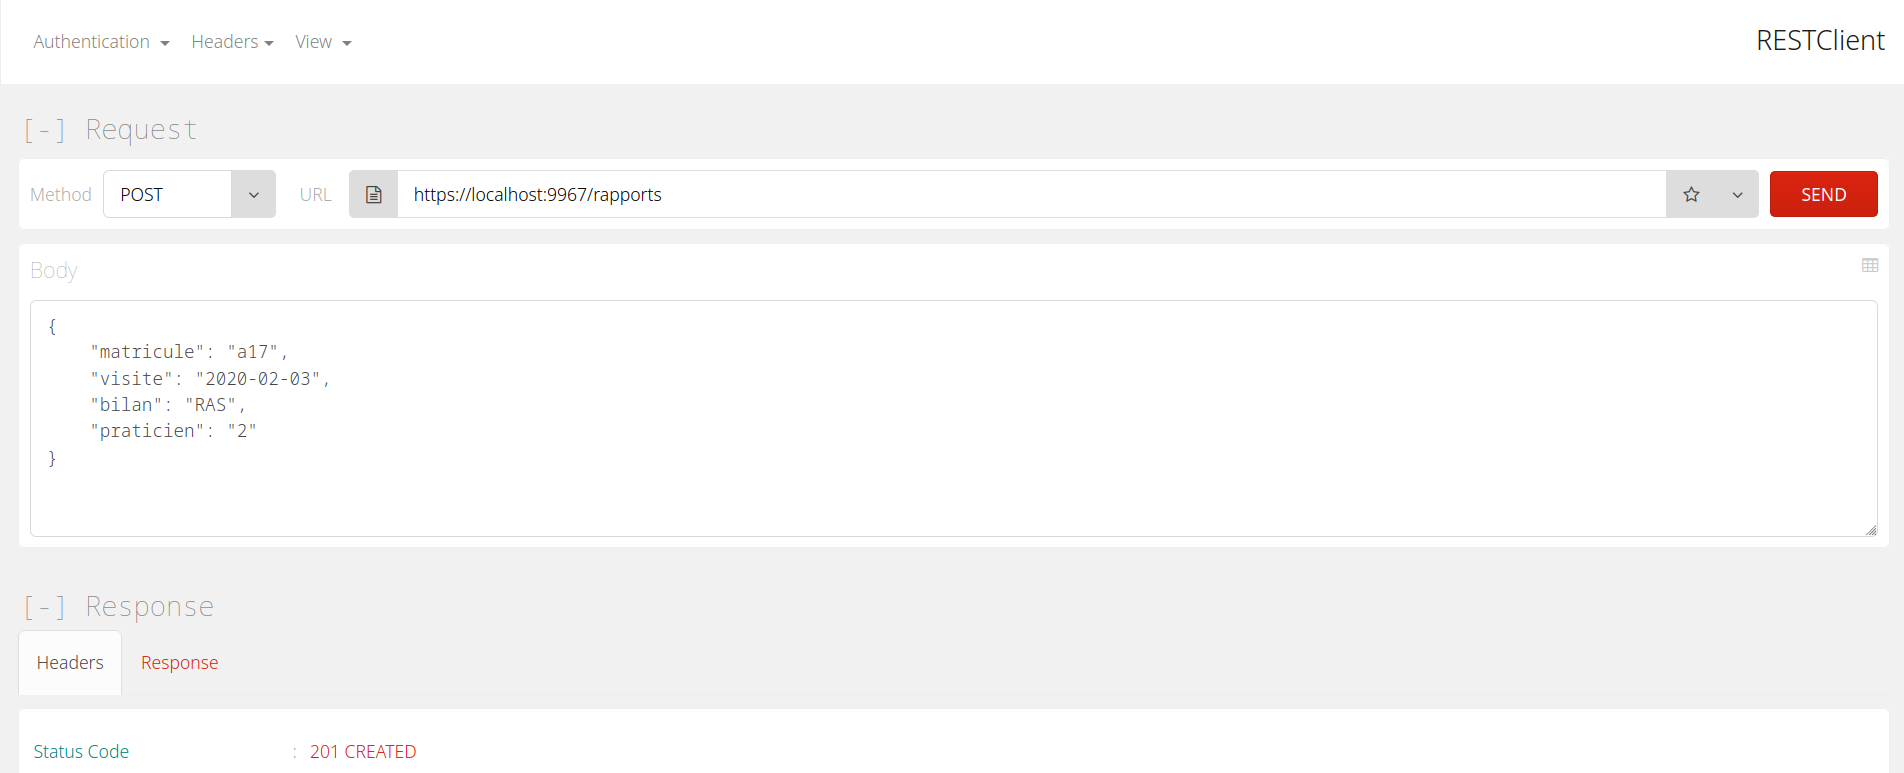 Authentication Headers View RESTClient
[-] Request
Method POST URL https://localhost:9967/rapports SEND
Body
{
    "matricule": "a17",
    "visite": "2020-02-03",
    "bilan": "RAS",
    "praticien": "2"
}
[-] Response
Headers Response
Status Code : 201 CREATED